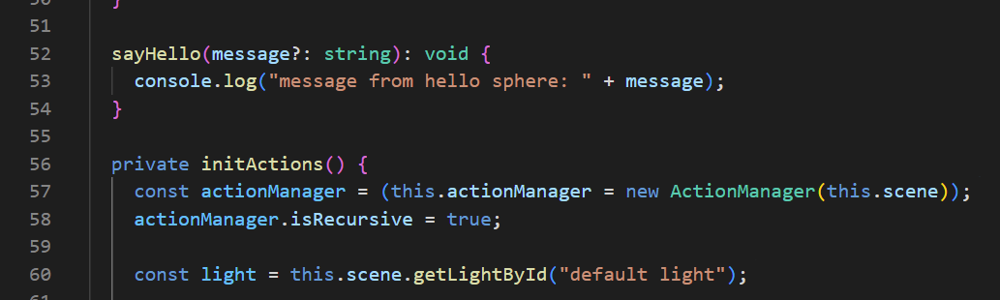 50 }
51
52 sayHello(message?: string): void {
53 console.log("message from hello sphere: " + message);
54 }
55
56 private initActions() {
57 const actionManager = (this.actionManager = new ActionManager(this.scene));
58 actionManager.isRecursive = true;
59
60 const light = this.scene.getLightById("default light");
61